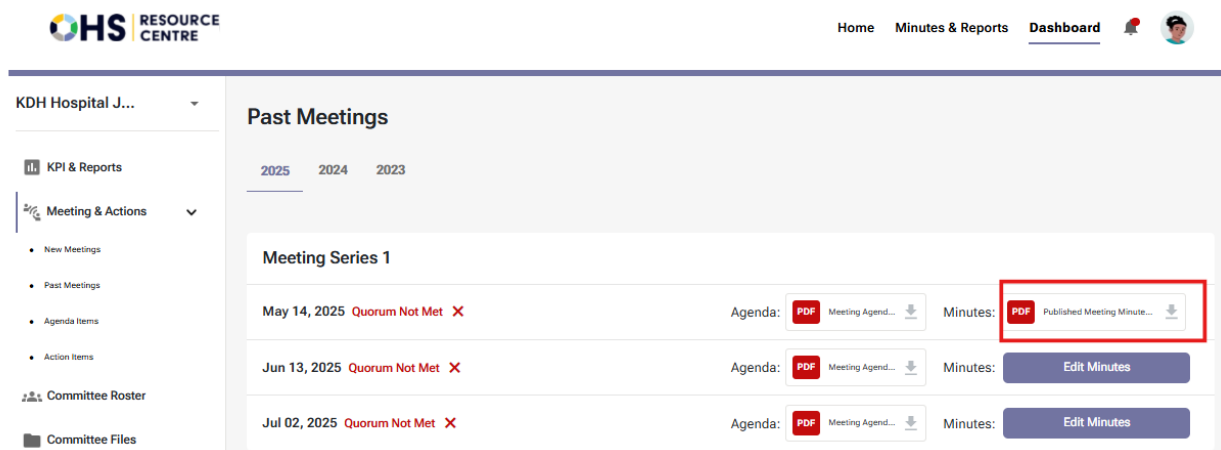 OHS RESOURCE CENTRE
Home Minutes & Reports Dashboard
KDH Hospital J...
KPI & Reports
Meeting & Actions
New Meetings
Past Meetings
Agenda Items
Action Items
Committee Roster
Committee Files
Past Meetings
2025 2024 2023
Meeting Series 1
May 14, 2025 Quorum Not Met Agenda: PDF Meeting Agend... Minutes: PDF Published Meeting Minute...
Jun 13, 2025 Quorum Not Met Agenda: PDF Meeting Agend... Minutes: Edit Minutes
Jul 02, 2025 Quorum Not Met Agenda: PDF Meeting Agend... Minutes: Edit Minutes